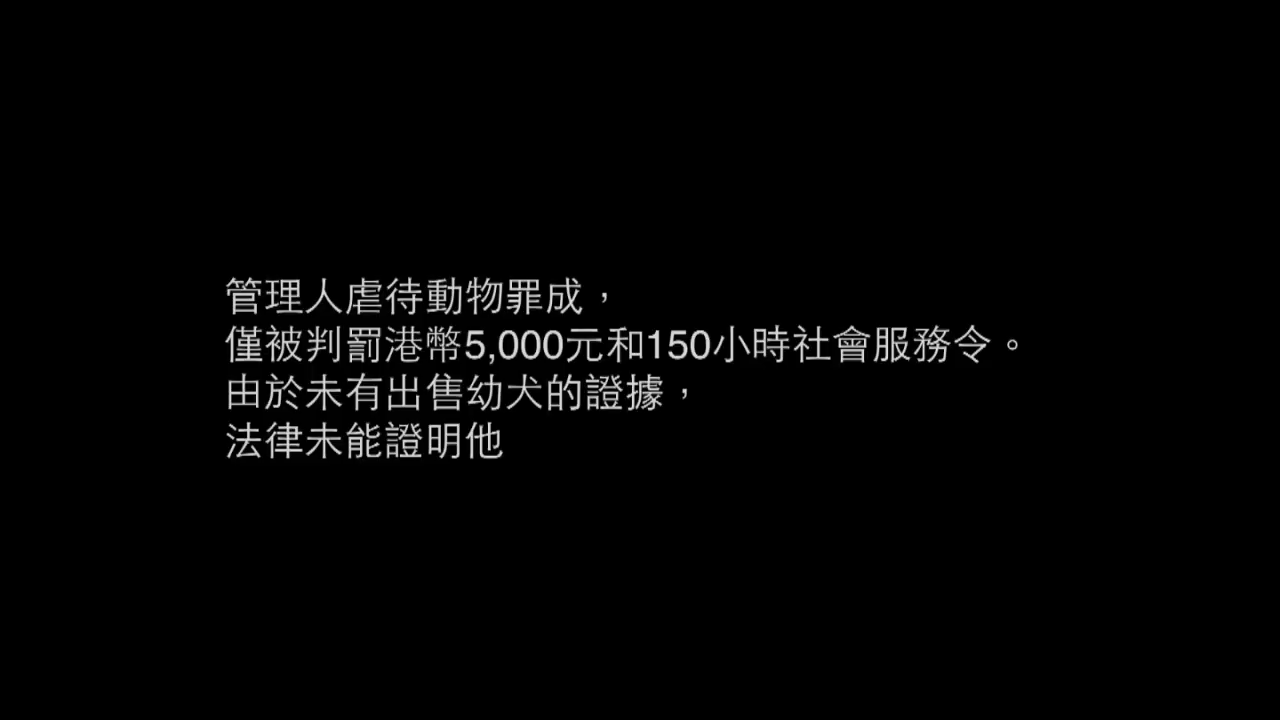 管理人虐待動物罪成，
僅被判罰港幣5,000元和150小時社會服務令。
由於未有出售幼犬的證據，
法律未能證明他